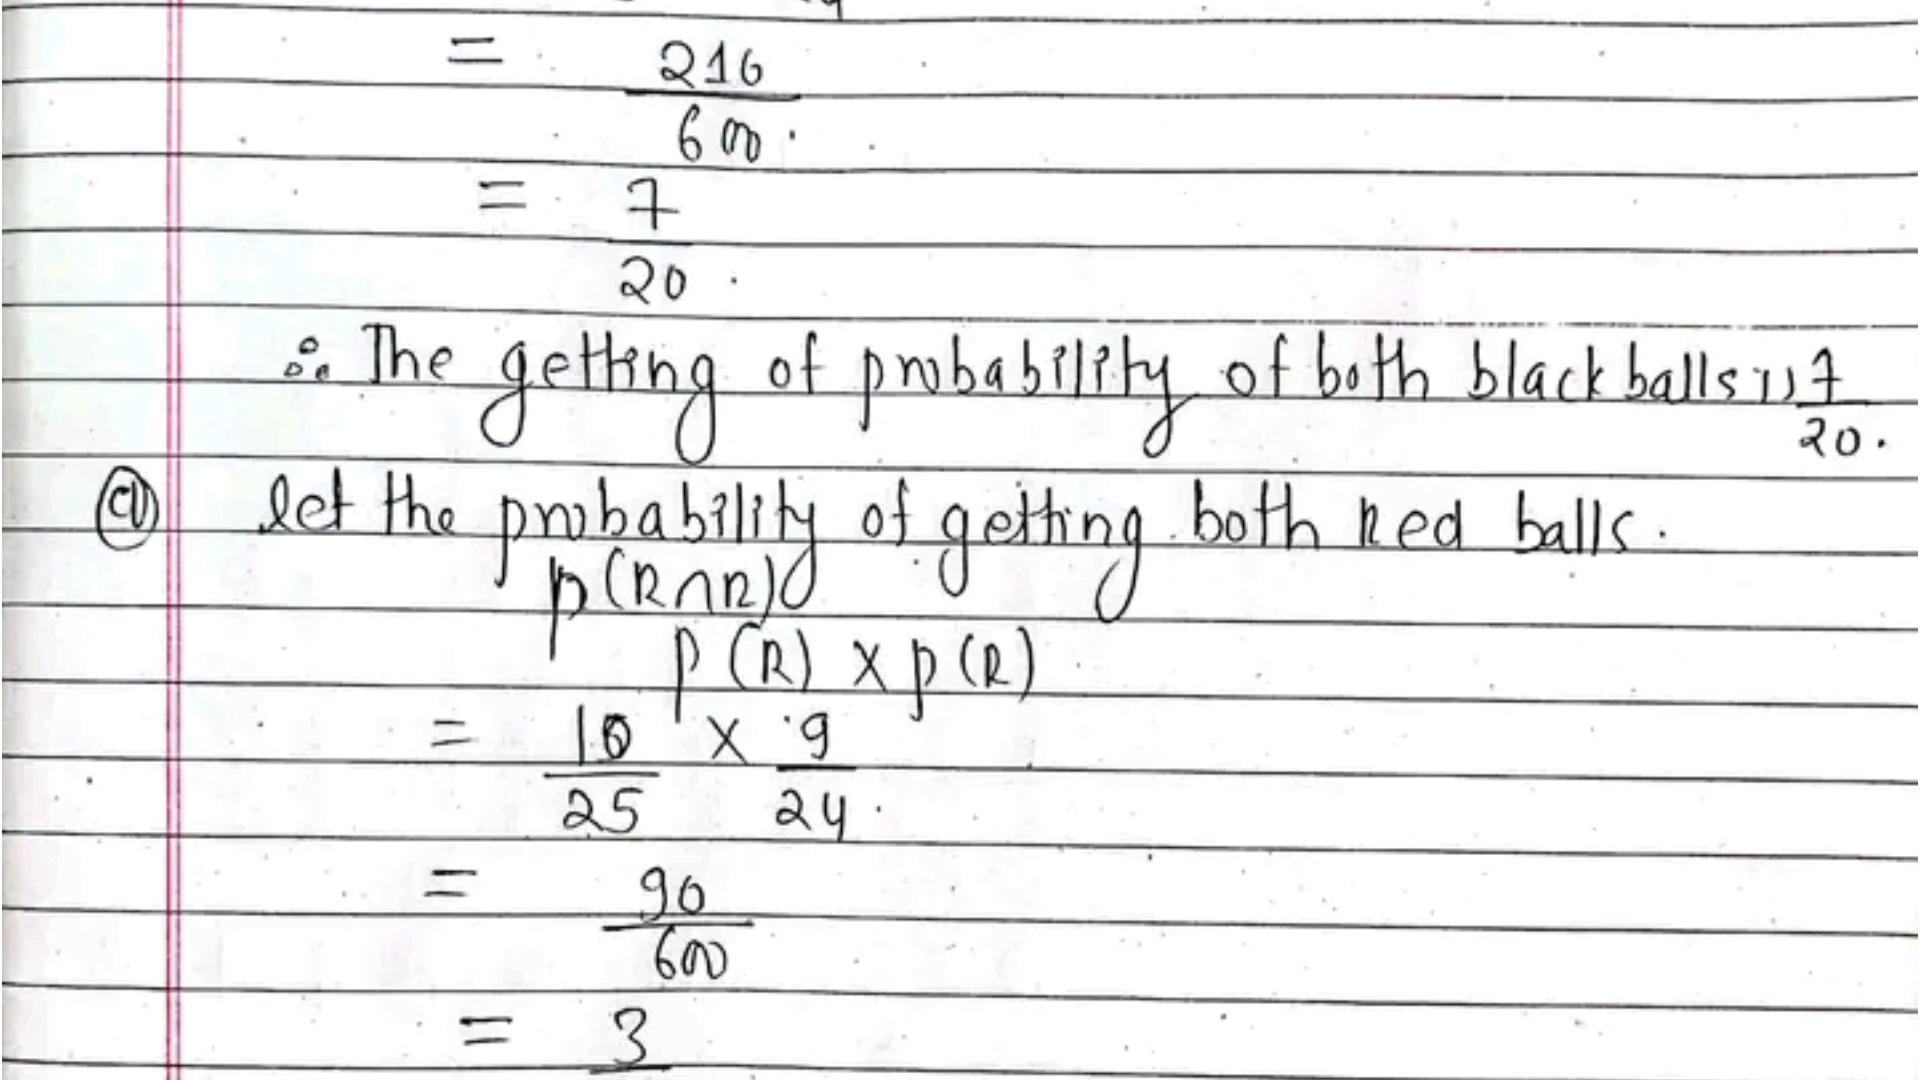 = 216
600.
= 7
20.
∴ The getting of probability of both black balls is 7
20.
a) let the probability of getting both Red balls.
p(R∩R)
p(R) x p(R)
= 10 x 9
25 24.
= 90
600
= 3